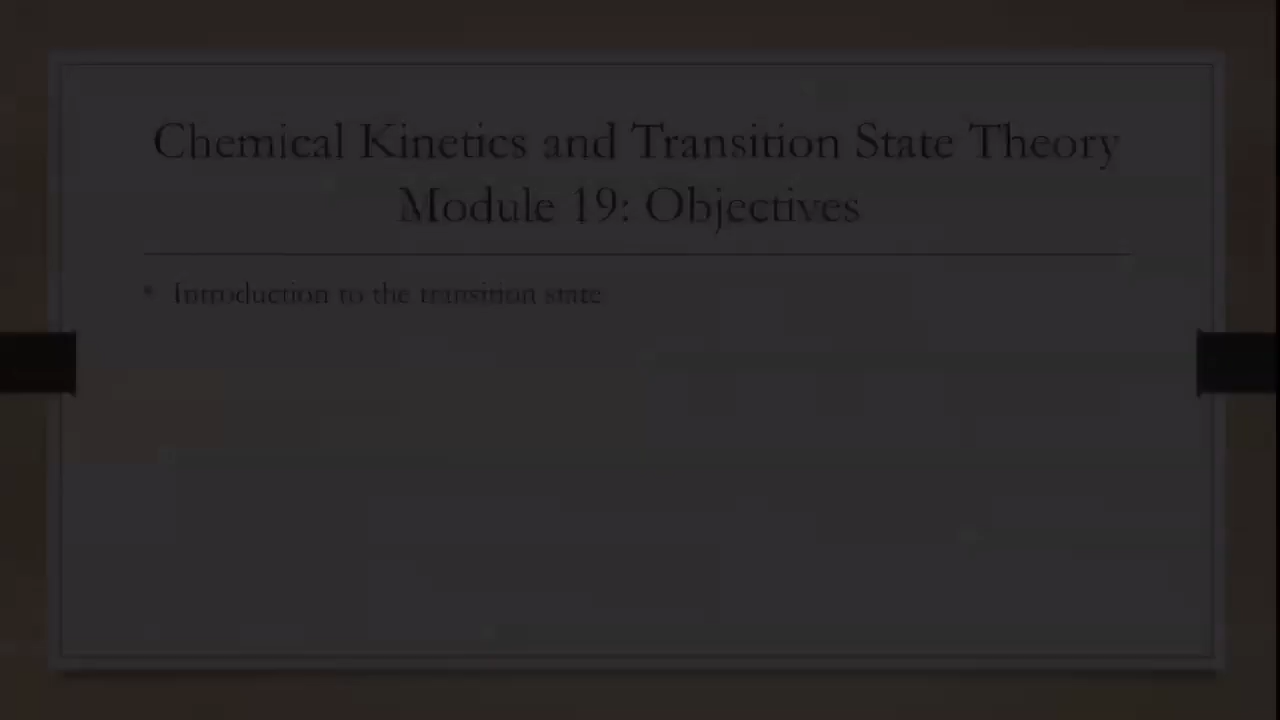 Chemical Kinetics and Transition State Theory
Module 19: Objectives
• Introduction to the transition state